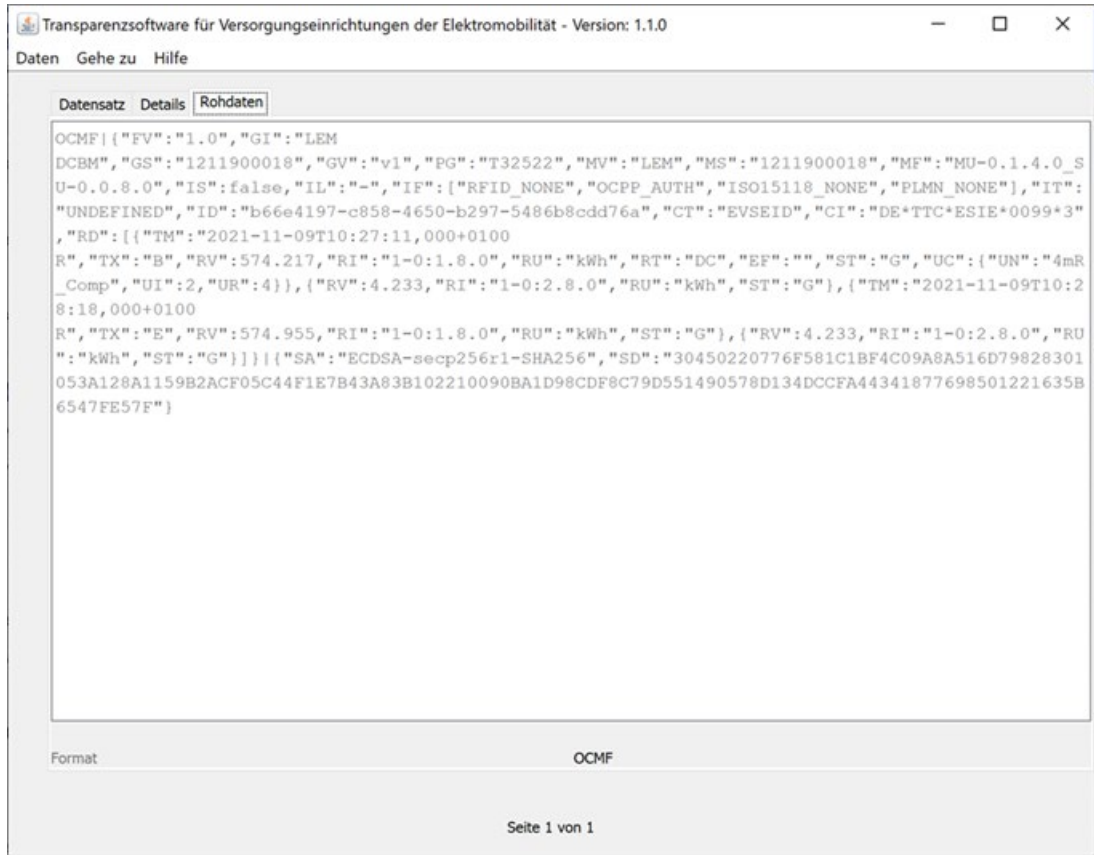 Transparenzsoftware für Versorgungseinrichtungen der Elektromobilität - Version: 1.1.0
Daten Gehe zu Hilfe
Datensatz Details Rohdaten
OCMF|{"FV":"1.0","GI":"LEM
DCBM","GS":"1211900018","GV":"v1","PG":"T32522","MV":"LEM","MS":"1211900018","MF":"MU-0.1.4.0_S
U-0.0.8.0","IS":false,"IL":"-","IF":["RFID_NONE","OCPP_AUTH","ISO15118_NONE","PLMN_NONE"],"IT":
"UNDEFINED","ID":"b66e4197-c858-4650-b297-5486b8cdd76a","CT":"EVSEID","CI":"DE*TTC*ESIE*0099*3"
,"RD":[{"TM":"2021-11-09T10:27:11,000+0100
R","TX":"B","RV":574.217,"RI":"1-0:1.8.0","RU":"kWh","RT":"DC","EF":"","ST":"G","UC":{"UN":"4mR
_Comp","UI":2,"UR":4}},{"RV":4.233,"RI":"1-0:2.8.0","RU":"kWh","ST":"G"},{"TM":"2021-11-09T10:2
8:18,000+0100
R","TX":"E","RV":574.955,"RI":"1-0:1.8.0","RU":"kWh","ST":"G"},{"RV":4.233,"RI":"1-0:2.8.0","RU
":"kWh","ST":"G"}]}|{"SA":"ECDSA-secp256r1-SHA256","SD":"30450220776F581C1BF4C09A8A516D79828301
053A128A1159B2ACF05C44F1E7B43A83B102210090BA1D98CDF8C79D551490578D134DCCFA44341877698501221635B
6547FE57F"}
Format OCMF
Seite 1 von 1